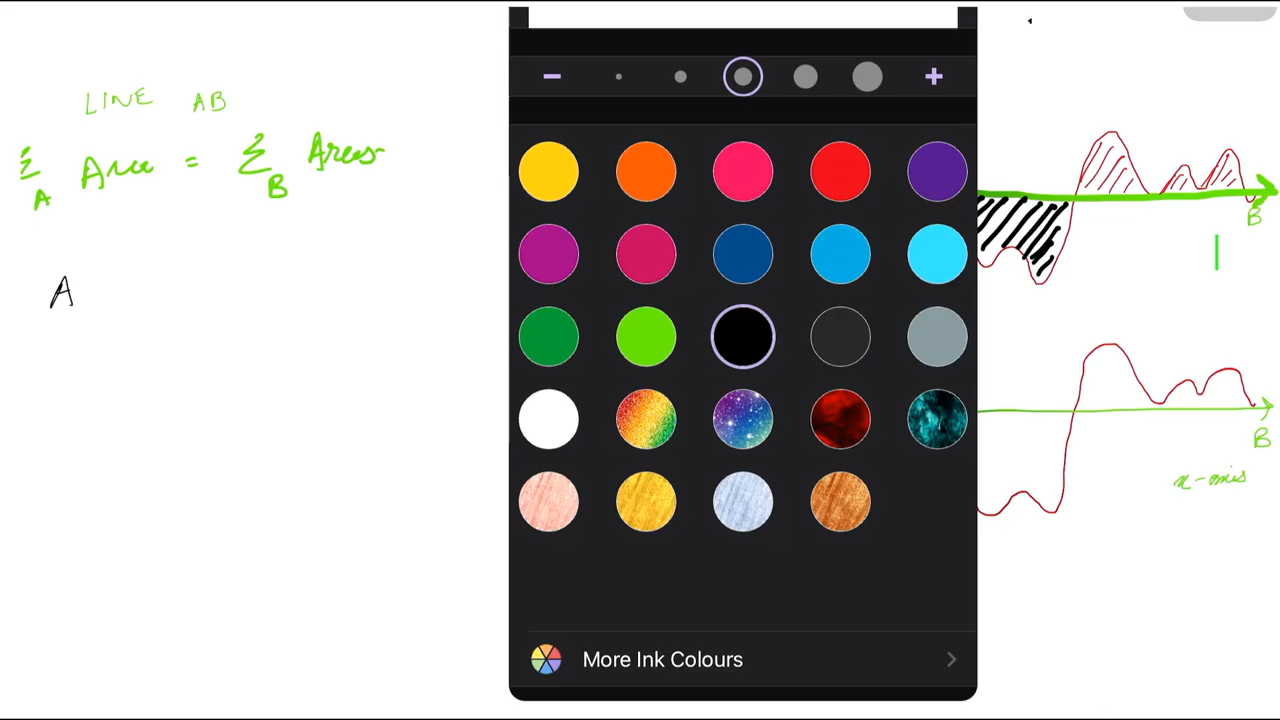 LINE AB
Σ A Area = Σ B Areas
A
B
B
x-axis
More Ink Colours